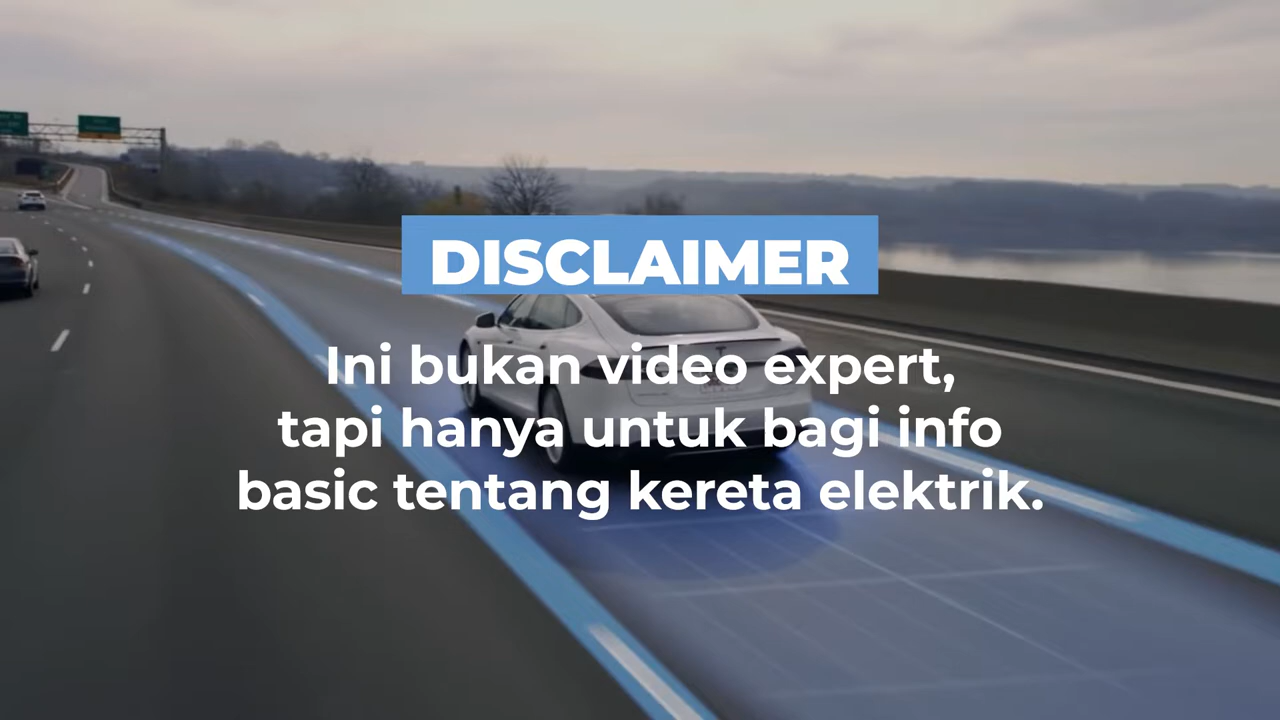 DISCLAIMER
Ini bukan video expert,
tapi hanya untuk bagi info
basic tentang kereta elektrik.